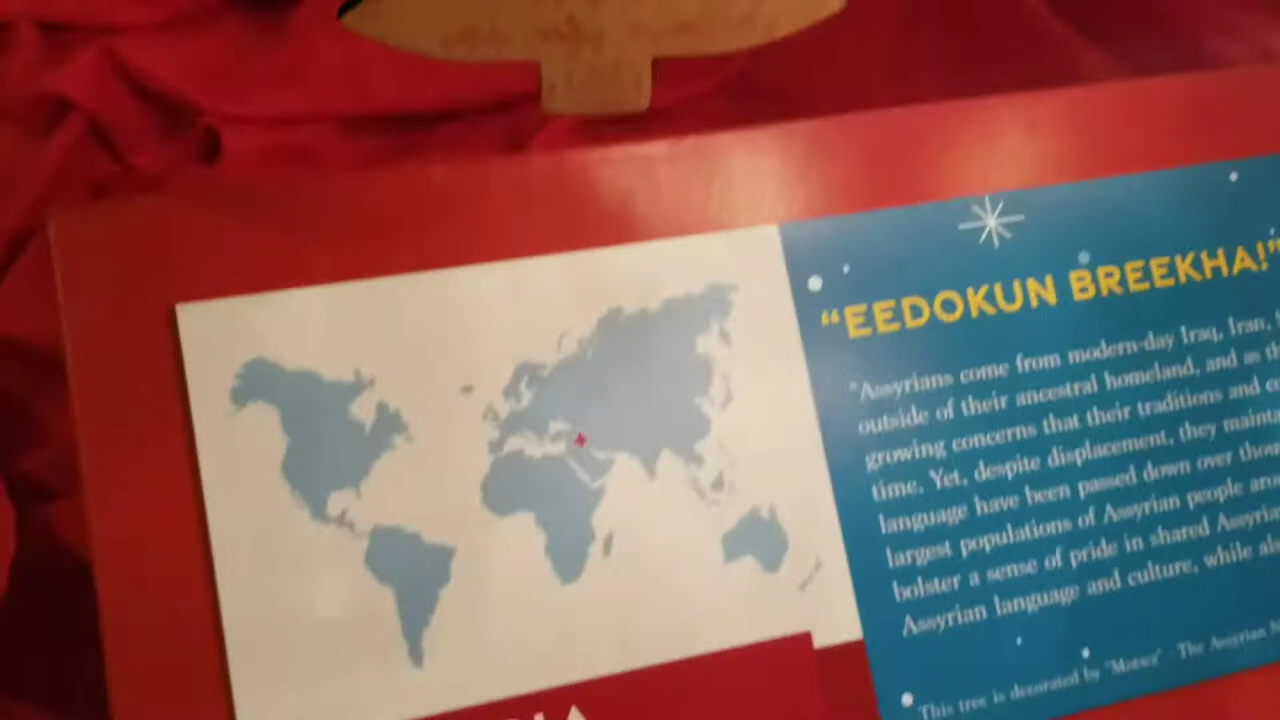 “EEDOKUN BREEKHA!”
“Assyrians come from modern-day Iraq, Iran,
outside of their ancestral homeland, and as
growing concerns that their traditions and
time. Yet, despite displacement, they
language have been passed down over
largest populations of Assyrian people
bolster a sense of pride in shared
Assyrian language and culture, while
This tree is decorated by The Assyrian